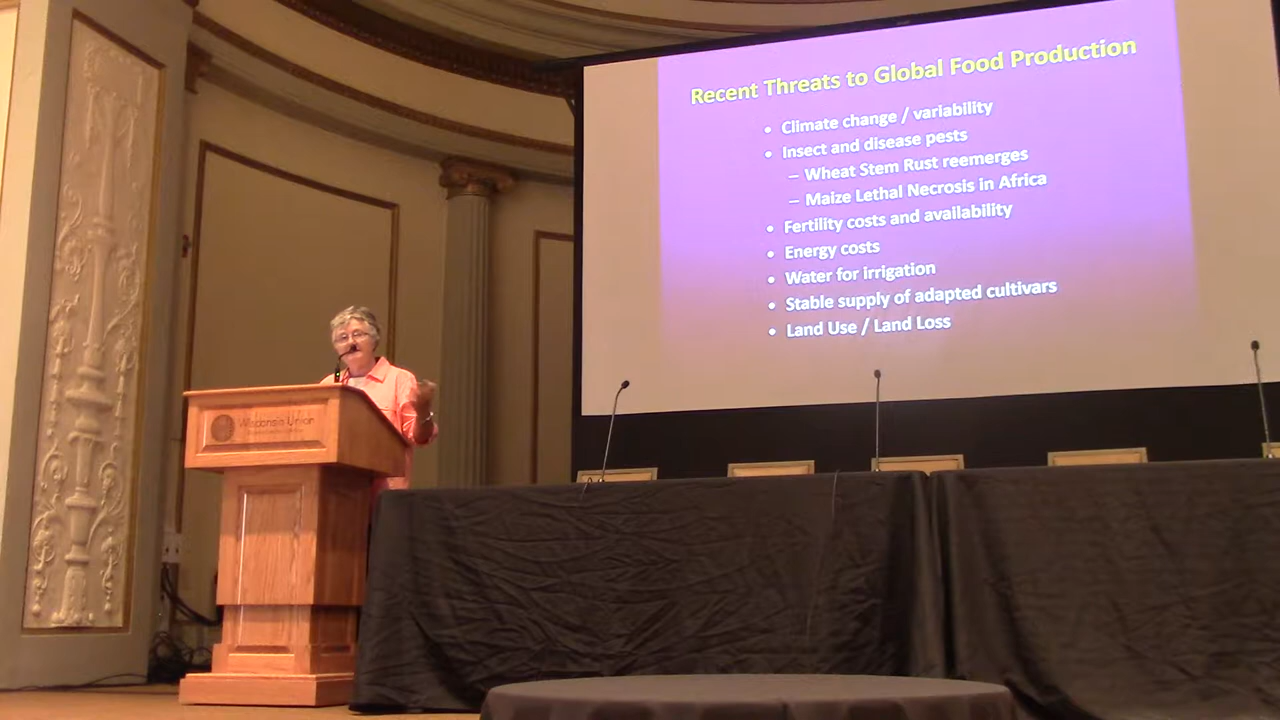 Recent Threats to Global Food Production
• Climate change / variability
• Insect and disease pests
– Wheat Stem Rust reemerges
– Maize Lethal Necrosis in Africa
• Fertility costs and availability
• Energy costs
• Water for irrigation
• Stable supply of adapted cultivars
• Land Use / Land Loss
Wisconsin Union